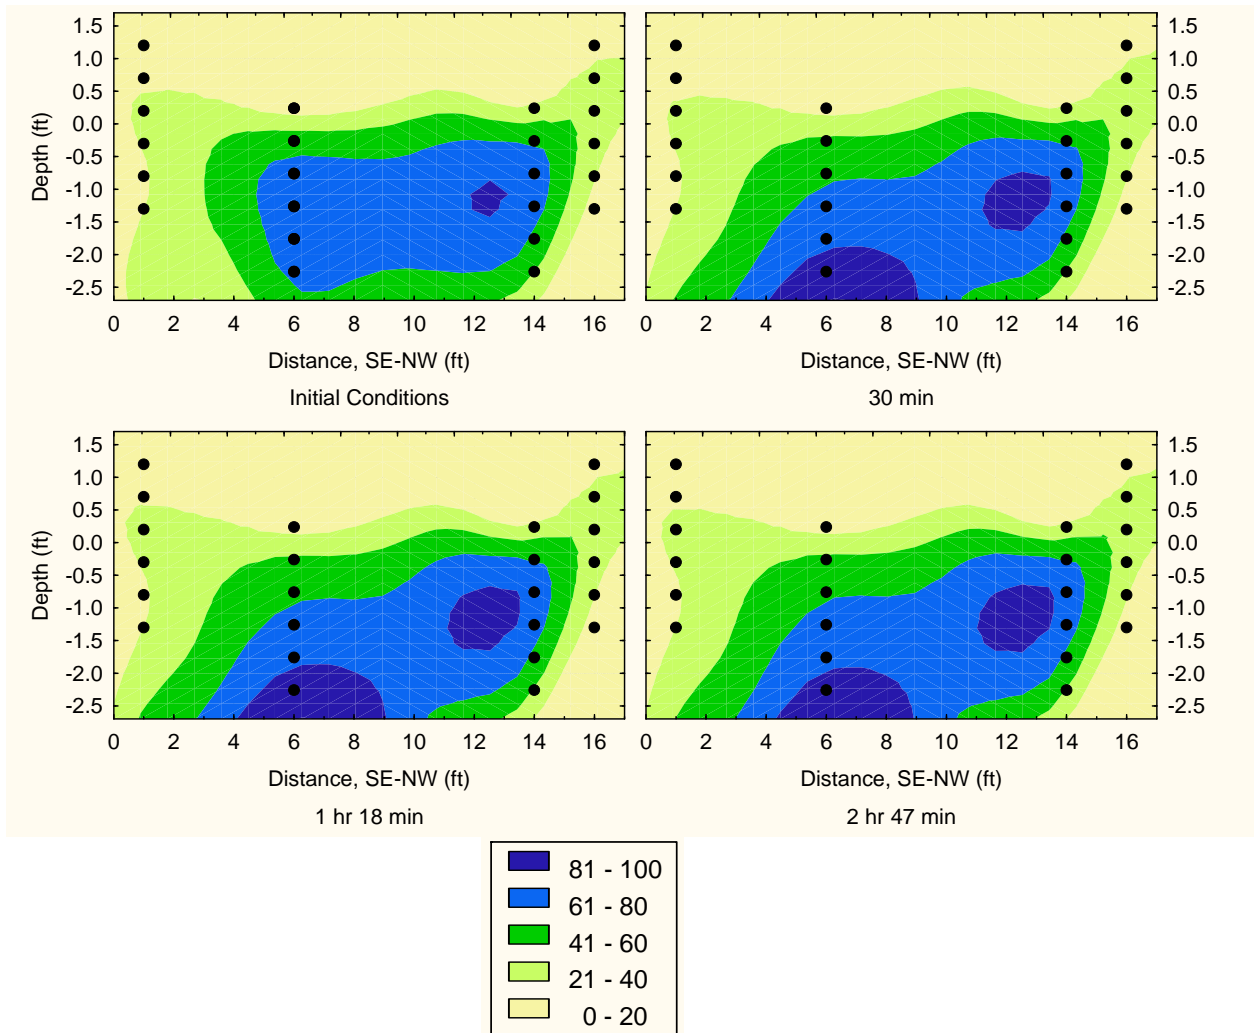 1.5
1.0
0.5
0.0
-0.5
-1.0
-1.5
-2.0
-2.5
Depth (ft)
0 2 4 6 8 10 12 14 16
Distance, SE-NW (ft)
Initial Conditions
1.5
1.0
0.5
0.0
-0.5
-1.0
-1.5
-2.0
-2.5
0 2 4 6 8 10 12 14 16
Distance, SE-NW (ft)
30 min
1.5
1.0
0.5
0.0
-0.5
-1.0
-1.5
-2.0
-2.5
Depth (ft)
0 2 4 6 8 10 12 14 16
Distance, SE-NW (ft)
1 hr 18 min
1.5
1.0
0.5
0.0
-0.5
-1.0
-1.5
-2.0
-2.5
0 2 4 6 8 10 12 14 16
Distance, SE-NW (ft)
2 hr 47 min
81 - 100
61 - 80
41 - 60
21 - 40
0 - 20